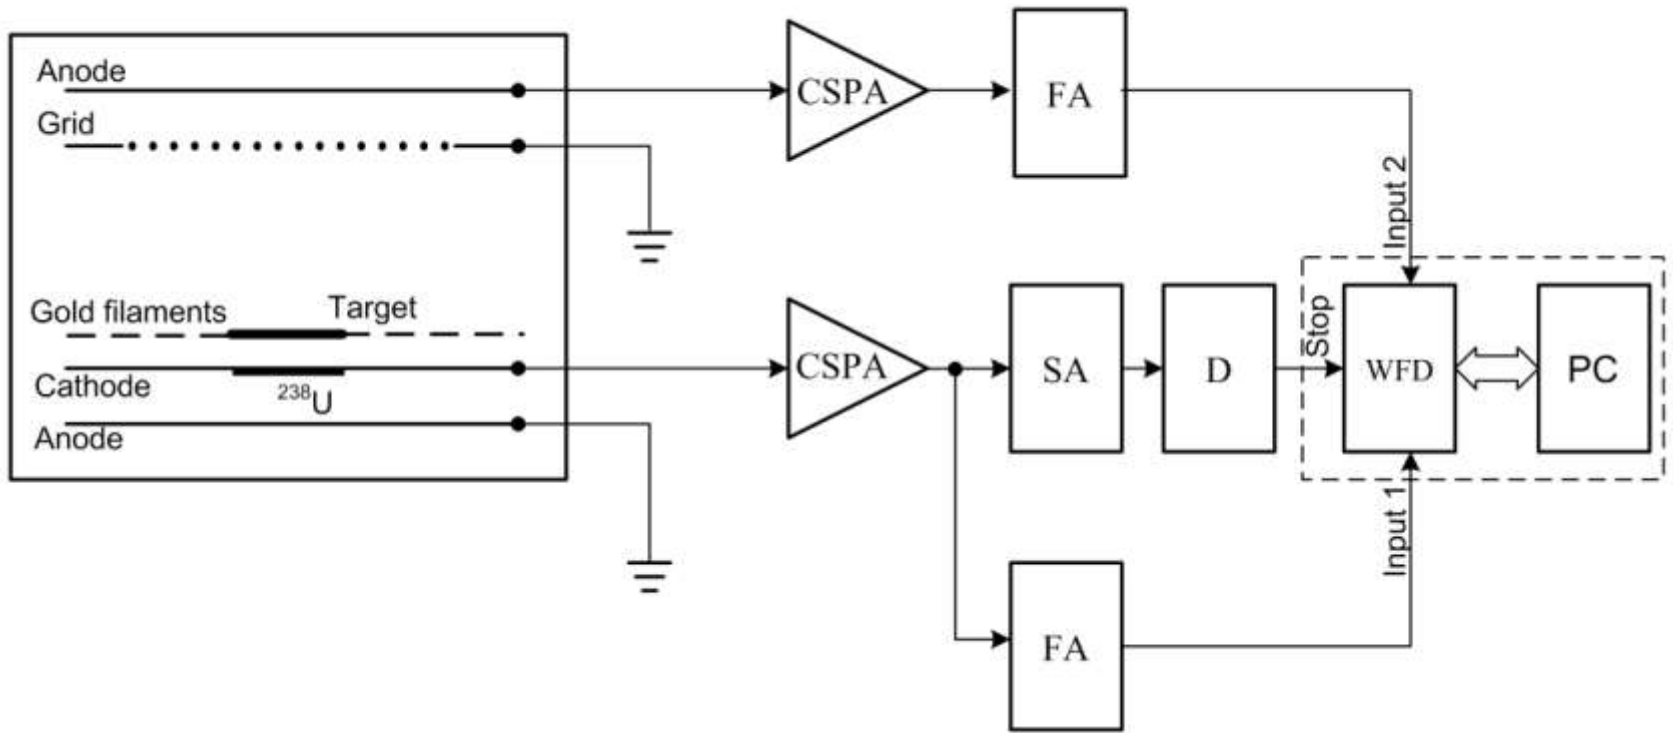 Anode
CSPA
FA
Grid
Input 2
Gold filaments
Target
Stop
CSPA
SA
D
WFD
PC
Cathode
²³⁸U
Anode
Input 1
FA